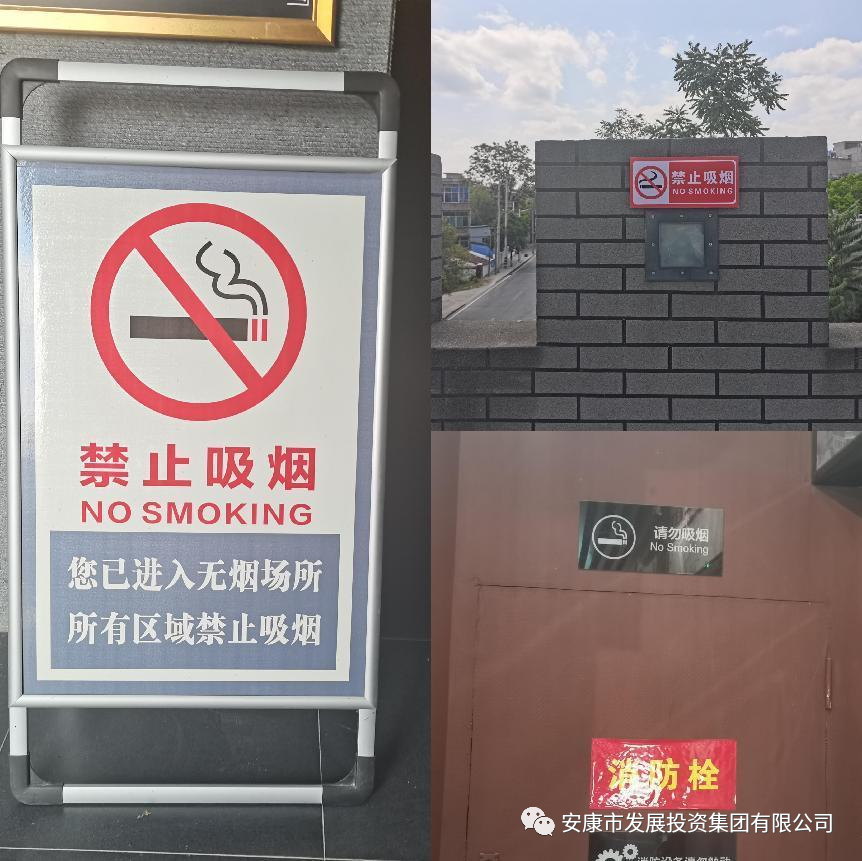 禁止吸烟
NO SMOKING
您已进入无烟场所
所有区域禁止吸烟
禁止吸烟
NO SMOKING
请勿吸烟
No Smoking
消防栓
安康市发展投资集团有限公司